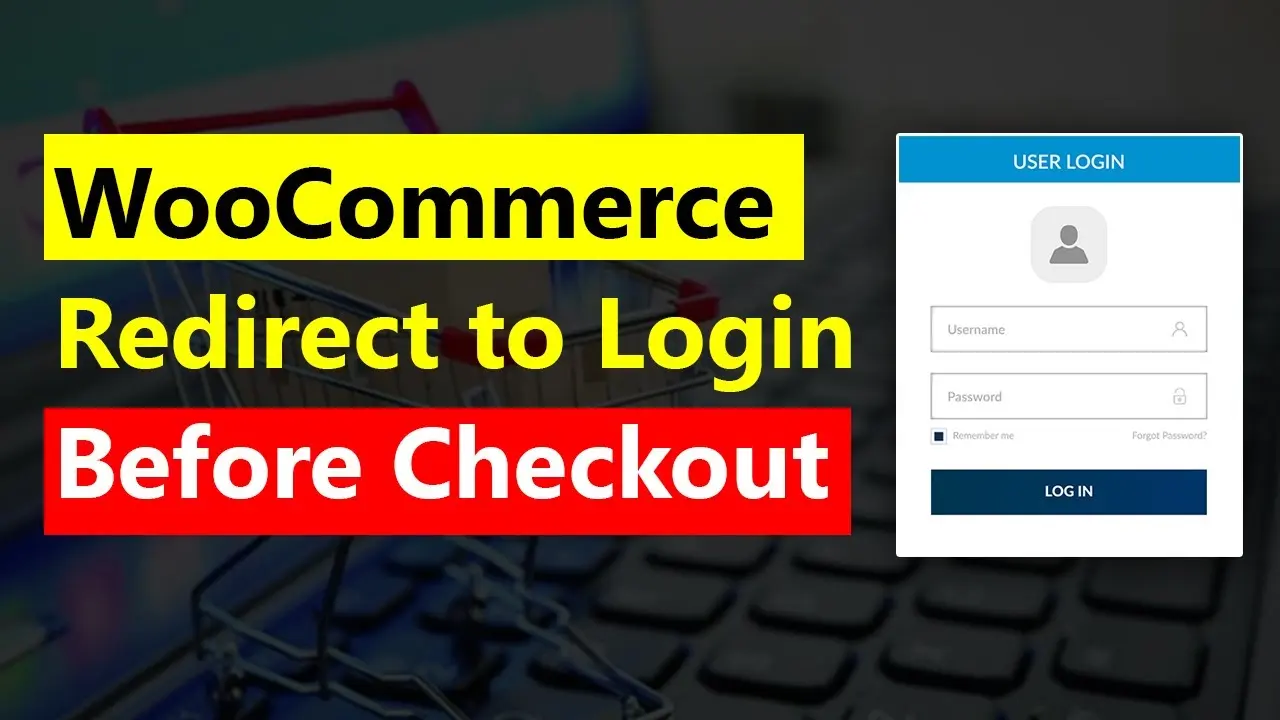 WooCommerce
Redirect to Login
Before Checkout
USER LOGIN
Username
Password
Remember me
Forgot Password?
LOG IN